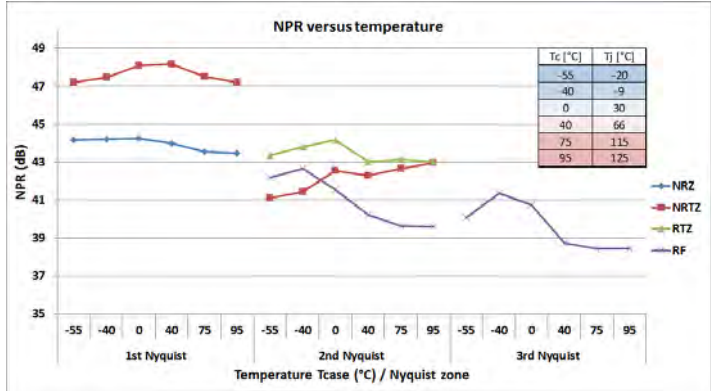 NPR versus temperature
49
47
45
43
41
39
37
35
NPR (dB)
Tc [°C] Tj [°C]
-55 -20
-40 -9
0 30
40 66
75 115
95 125
NRZ
NRTZ
RTZ
RF
-55 -40 0 40 75 95 -55 -40 0 40 75 95 -55 -40 0 40 75 95
1st Nyquist 2nd Nyquist 3rd Nyquist
Temperature Tcase (°C) / Nyquist zone